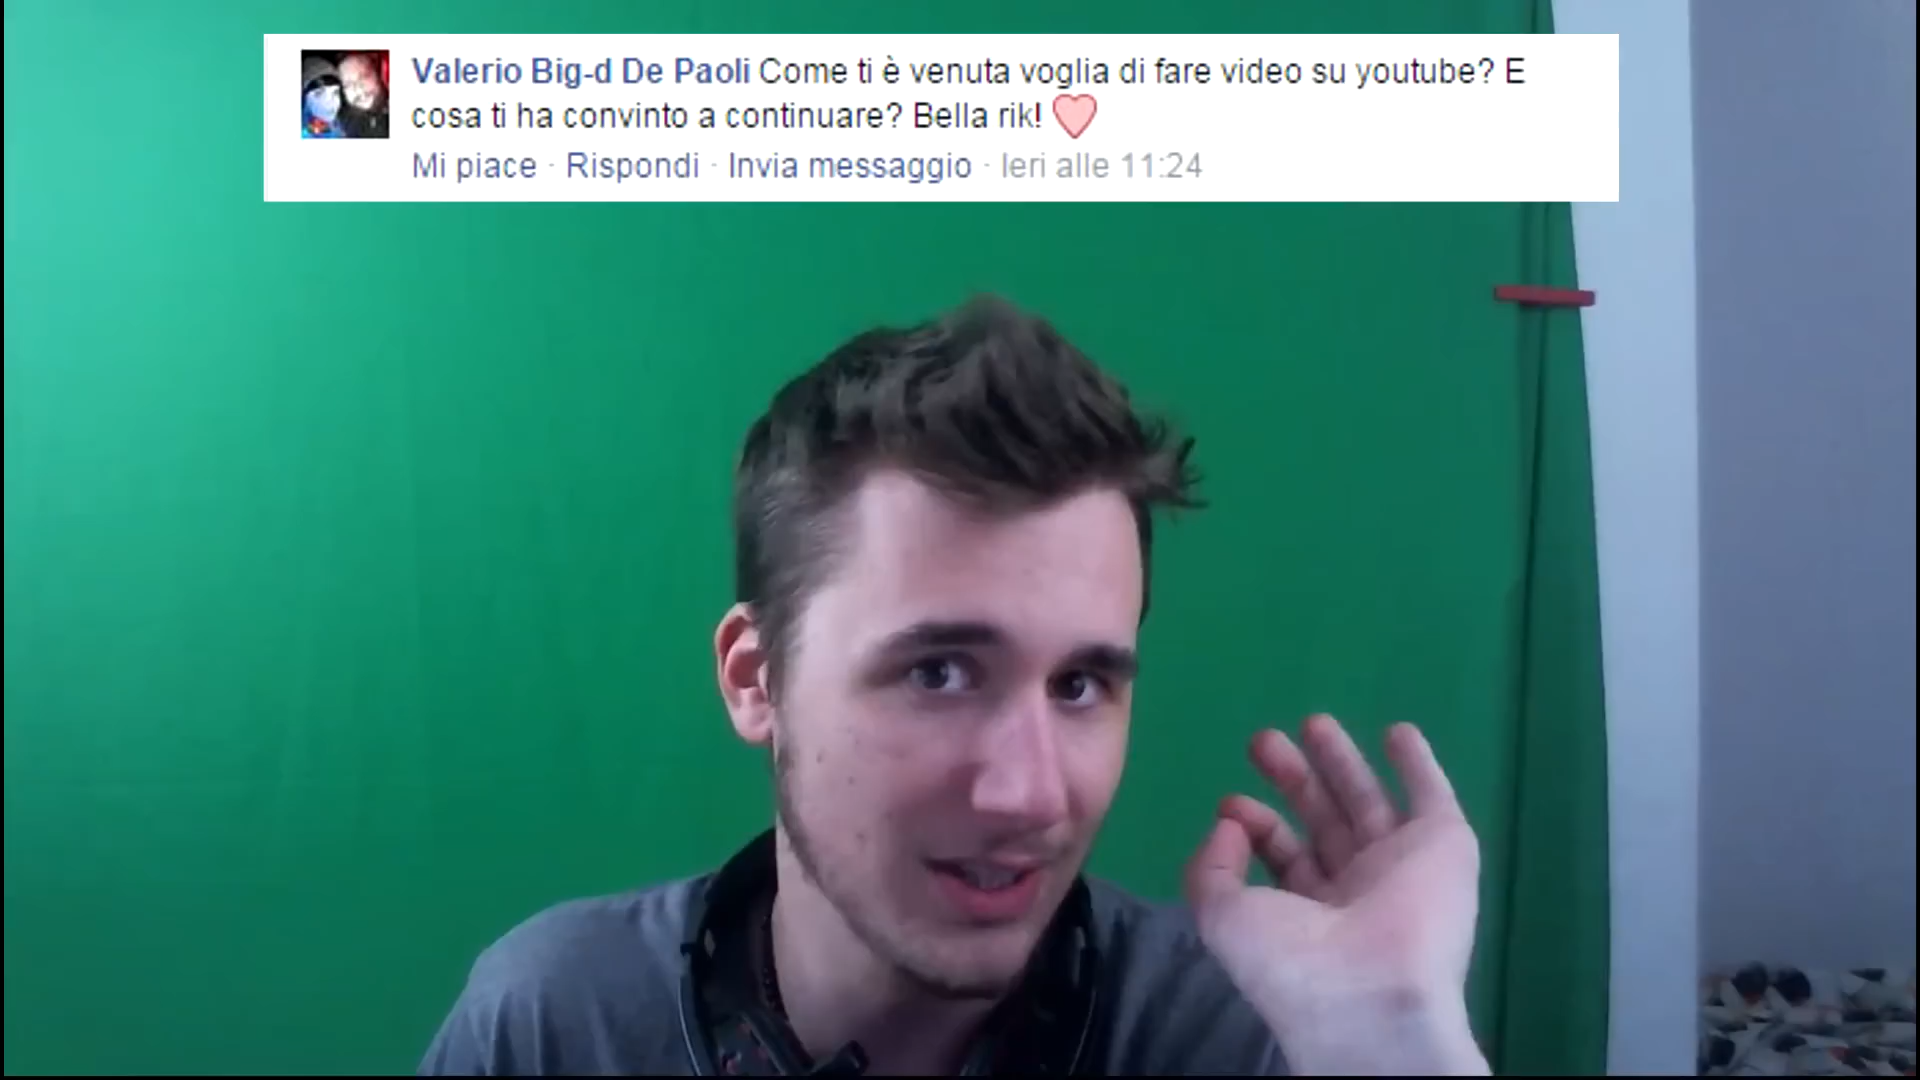 Valerio Big-d De Paoli Come ti è venuta voglia di fare video su youtube? E
cosa ti ha convinto a continuare? Bella rik!
Mi piace · Rispondi · Invia messaggio · Ieri alle 11:24